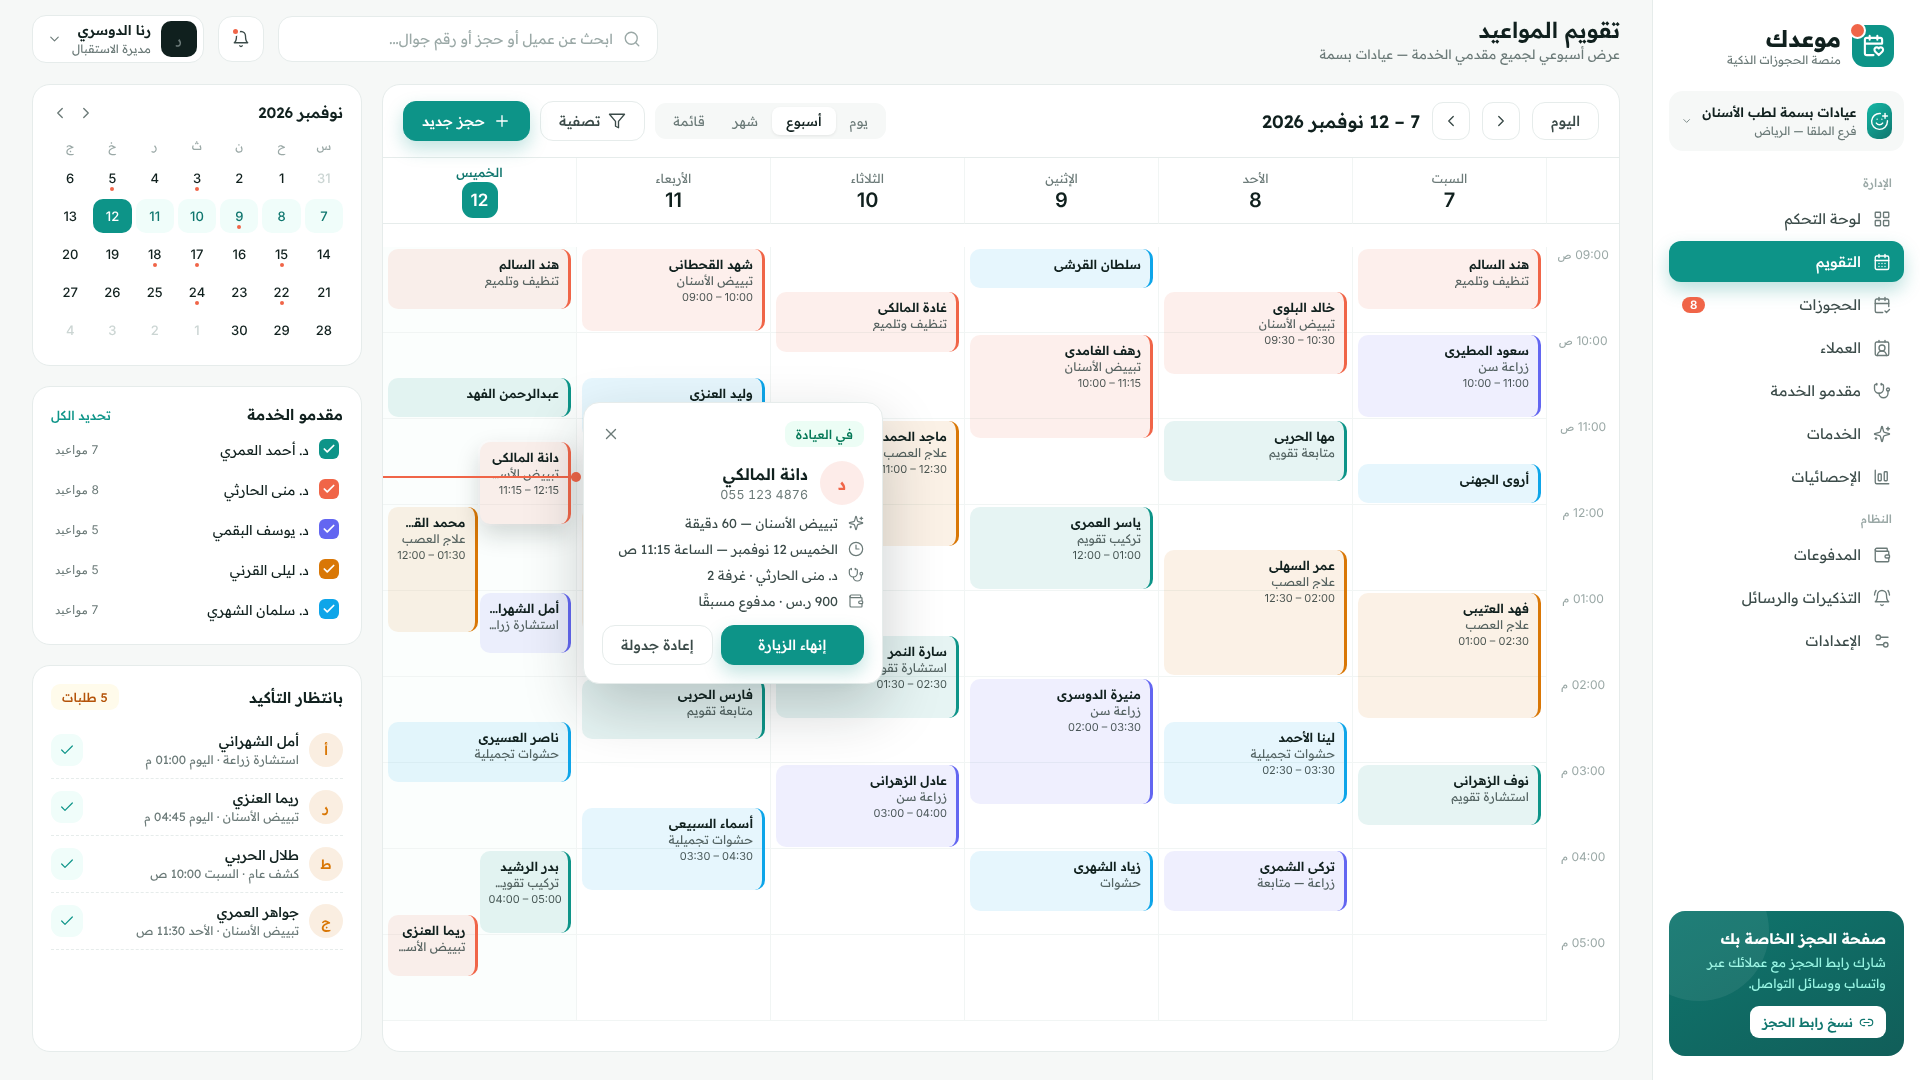 موعدك
منصة الحجوزات الذكية
عيادات بسمة لطب الأسنان
فرع الملقا — الرياض
الإدارة
لوحة التحكم
التقويم
الحجوزات
8
العملاء
مقدمو الخدمة
الخدمات
الإحصائيات
النظام
المدفوعات
التذكيرات والرسائل
الإعدادات
صفحة الحجز الخاصة بك
شارك رابط الحجز مع عملائك عبر
واتساب ووسائل التواصل.
نسخ رابط الحجز
تقويم المواعيد
عرض أسبوعي لجميع مقدمي الخدمة — عيادات بسمة
ابحث عن عميل أو حجز أو رقم جوال...
رنا الدوسري
مديرة الاستقبال
ر
اليوم
7 – 12 نوفمبر 2026
يوم
أسبوع
شهر
قائمة
تصفية
حجز جديد
السبت
7
الأحد
8
الإثنين
9
الثلاثاء
10
الأربعاء
11
الخميس
12
09:00 ص
10:00 ص
11:00 ص
12:00 م
01:00 م
02:00 م
03:00 م
04:00 م
05:00 م
هند السالم
تنظيف وتلميع
سعود المطيري
زراعة سن
10:00 – 11:00
أروى الجهني
فهد العتيبي
علاج العصب
01:00 – 02:30
نوف الزهراني
استشارة تقويم
خالد البلوي
تبييض الأسنان
09:30 – 10:30
مها الحربي
متابعة تقويم
عمر السهلي
علاج العصب
12:30 – 02:00
لينا الأحمد
حشوات تجميلية
02:30 – 03:30
تركي الشمري
زراعة — متابعة
سلطان القرشي
رهف الغامدي
تبييض الأسنان
10:00 – 11:15
ياسر العمري
تركيب تقويم
12:00 – 01:00
منيرة الدوسري
زراعة سن
02:00 – 03:30
زياد الشهري
حشوات
غادة المالكي
تنظيف وتلميع
ماجد الحمد
علاج العصب
11:00 – 12:30
سارة النمر
استشارة تقو
01:30 – 02:30
عادل الزهراني
زراعة سن
03:00 – 04:00
شهد القحطاني
تبييض الأسنان
09:00 – 10:00
وليد العنزي
فارس الحربي
متابعة تقويم
أسماء السبيعي
حشوات تجميلية
03:30 – 04:30
هند السالم
تنظيف وتلميع
عبدالرحمن الفهد
دانة المالكي
تبييض الأس...
11:15 – 12:15
محمد الق...
علاج العصب
12:00 – 01:30
أمل الشهرا...
استشارة زرا...
ناصر العسيري
حشوات تجميلية
بدر الرشيد
تركيب تقوي...
04:00 – 05:00
ريما العنزي
تبييض الأس...
في العيادة
د
دانة المالكي
055 123 4876
تبييض الأسنان — 60 دقيقة
الخميس 12 نوفمبر — الساعة 11:15 ص
د. منى الحارثي · غرفة 2
900 ر.س · مدفوع مسبقًا
إنهاء الزيارة
إعادة جدولة
نوفمبر 2026
س ح ن ث ر خ ج
31 1 2 3 4 5 6
7 8 9 10 11 12 13
14 15 16 17 18 19 20
21 22 23 24 25 26 27
28 29 30 1 2 3 4
مقدمو الخدمة
تحديد الكل
د. أحمد العمري
7 مواعيد
د. منى الحارثي
8 مواعيد
د. يوسف البقمي
5 مواعيد
د. ليلى القرني
5 مواعيد
د. سلمان الشهري
7 مواعيد
بانتظار التأكيد
5 طلبات
أ
أمل الشهراني
استشارة زراعة · اليوم 01:00 م
ر
ريما العنزي
تبييض الأسنان · اليوم 04:45 م
ط
طلال الحربي
كشف عام · السبت 10:00 ص
ج
جواهر العمري
تبييض الأسنان · الأحد 11:30 ص